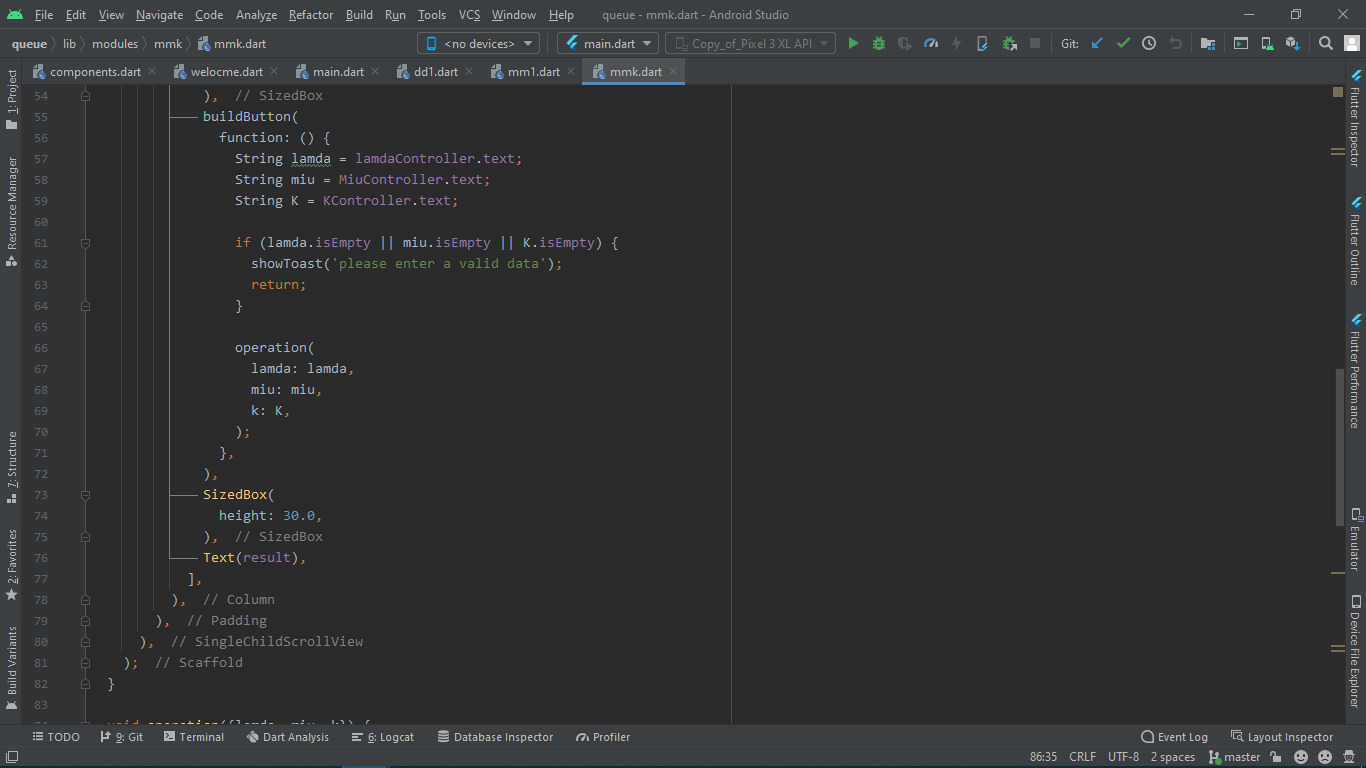 File Edit View Navigate Code Analyze Refactor Build Run Tools VCS Window Help queue - mmk.dart - Android Studio
queue lib modules mmk mmk.dart <no devices> main.dart Copy_of_Pixel 3 XL API Git:
components.dart welocme.dart main.dart dd1.dart mm1.dart mmk.dart
1: Project
Resource Manager
7: Structure
2: Favorites
Build Variants
54 ), // SizedBox
55 buildButton(
56 function: () {
57 String lamda = lamdaController.text;
58 String miu = MiuController.text;
59 String K = KController.text;
60
61 if (lamda.isEmpty || miu.isEmpty || K.isEmpty) {
62 showToast('please enter a valid data');
63 return;
64 }
65
66 operation(
67 lamda: lamda,
68 miu: miu,
69 k: K,
70 );
71 },
72 ),
73 SizedBox(
74 height: 30.0,
75 ), // SizedBox
76 Text(result),
77 ],
78 ), // Column
79 ), // Padding
80 ), // SingleChildScrollView
81 ); // Scaffold
82 }
83
84 void operation({lamda, miu, k}) {
Flutter Inspector
Flutter Outline
Flutter Performance
Emulator
Device File Explorer
TODO 9: Git Terminal Dart Analysis 6: Logcat Database Inspector Profiler Event Log Layout Inspector
86:35 CRLF UTF-8 2 spaces master